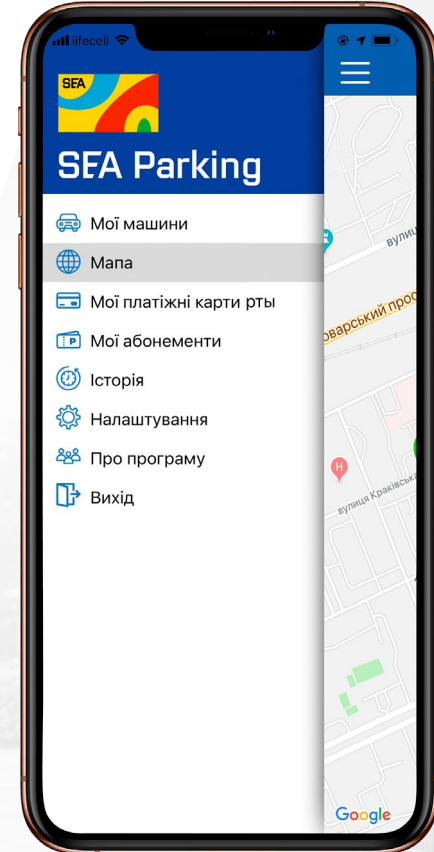 lifecell
SEA
SEA Parking
Мої машини
Мапа
Мої платіжні карти рты
Мої абонементи
Історія
Налаштування
Про програму
Вихід
вулиц
оварський прос
H
вулиця Краківська
Google